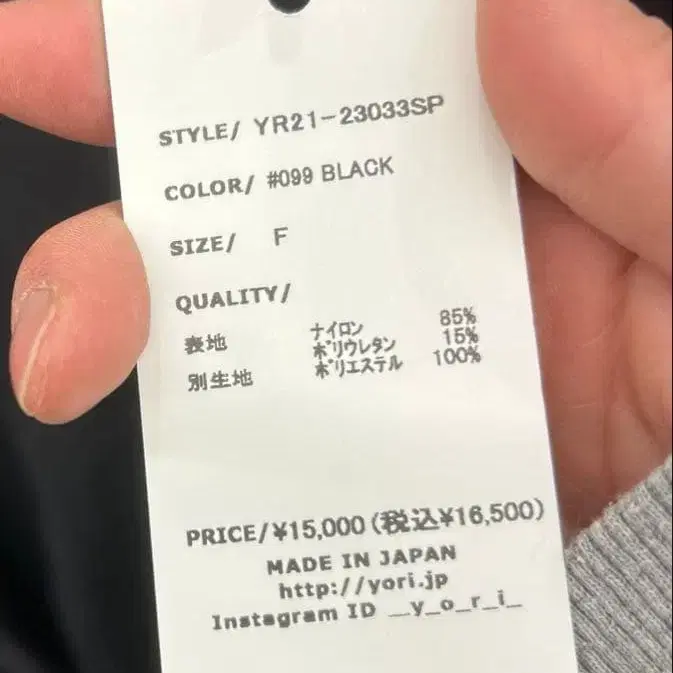 STYLE/ YR21-23033SP
COLOR/ #099 BLACK
SIZE/ F
QUALITY/
表地 ナイロン 85%
ポリウレタン 15%
別生地 ポリエステル 100%
PRICE/¥15,000(税込¥16,500)
MADE IN JAPAN
http://yori.jp
Instagram ID _y_o_r_i_